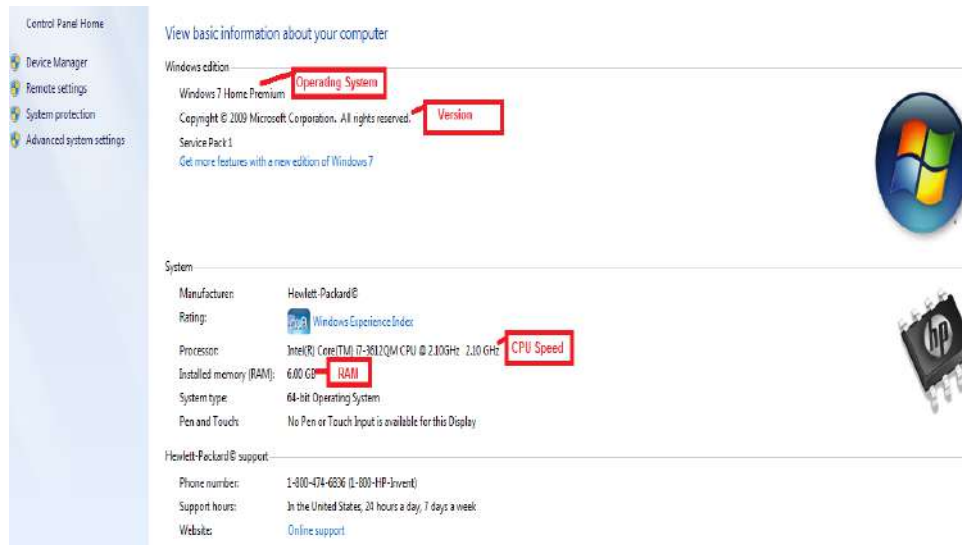 Control Panel Home
Device Manager
Remote settings
System protection
Advanced system settings
View basic information about your computer
Windows edition
Windows 7 Home Premium
Operating System
Copyright © 2009 Microsoft Corporation. All rights reserved.
Version
Service Pack 1
Get more features with a new edition of Windows 7
System
Manufacturer: Hewlett-Packard©
Rating: Windows Experience Index
Processor: Intel(R) Core(TM) i7-3612QM CPU @ 2.10GHz 2.10 GHz CPU Speed
Installed memory (RAM): 6.00 GB RAM
System type: 64-bit Operating System
Pen and Touch: No Pen or Touch Input is available for this Display
Hewlett-Packard© support
Phone number: 1-800-474-6836 (1-800-HP-Invent)
Support hours: In the United States, 24 hours a day, 7 days a week
Website: Online support
hp